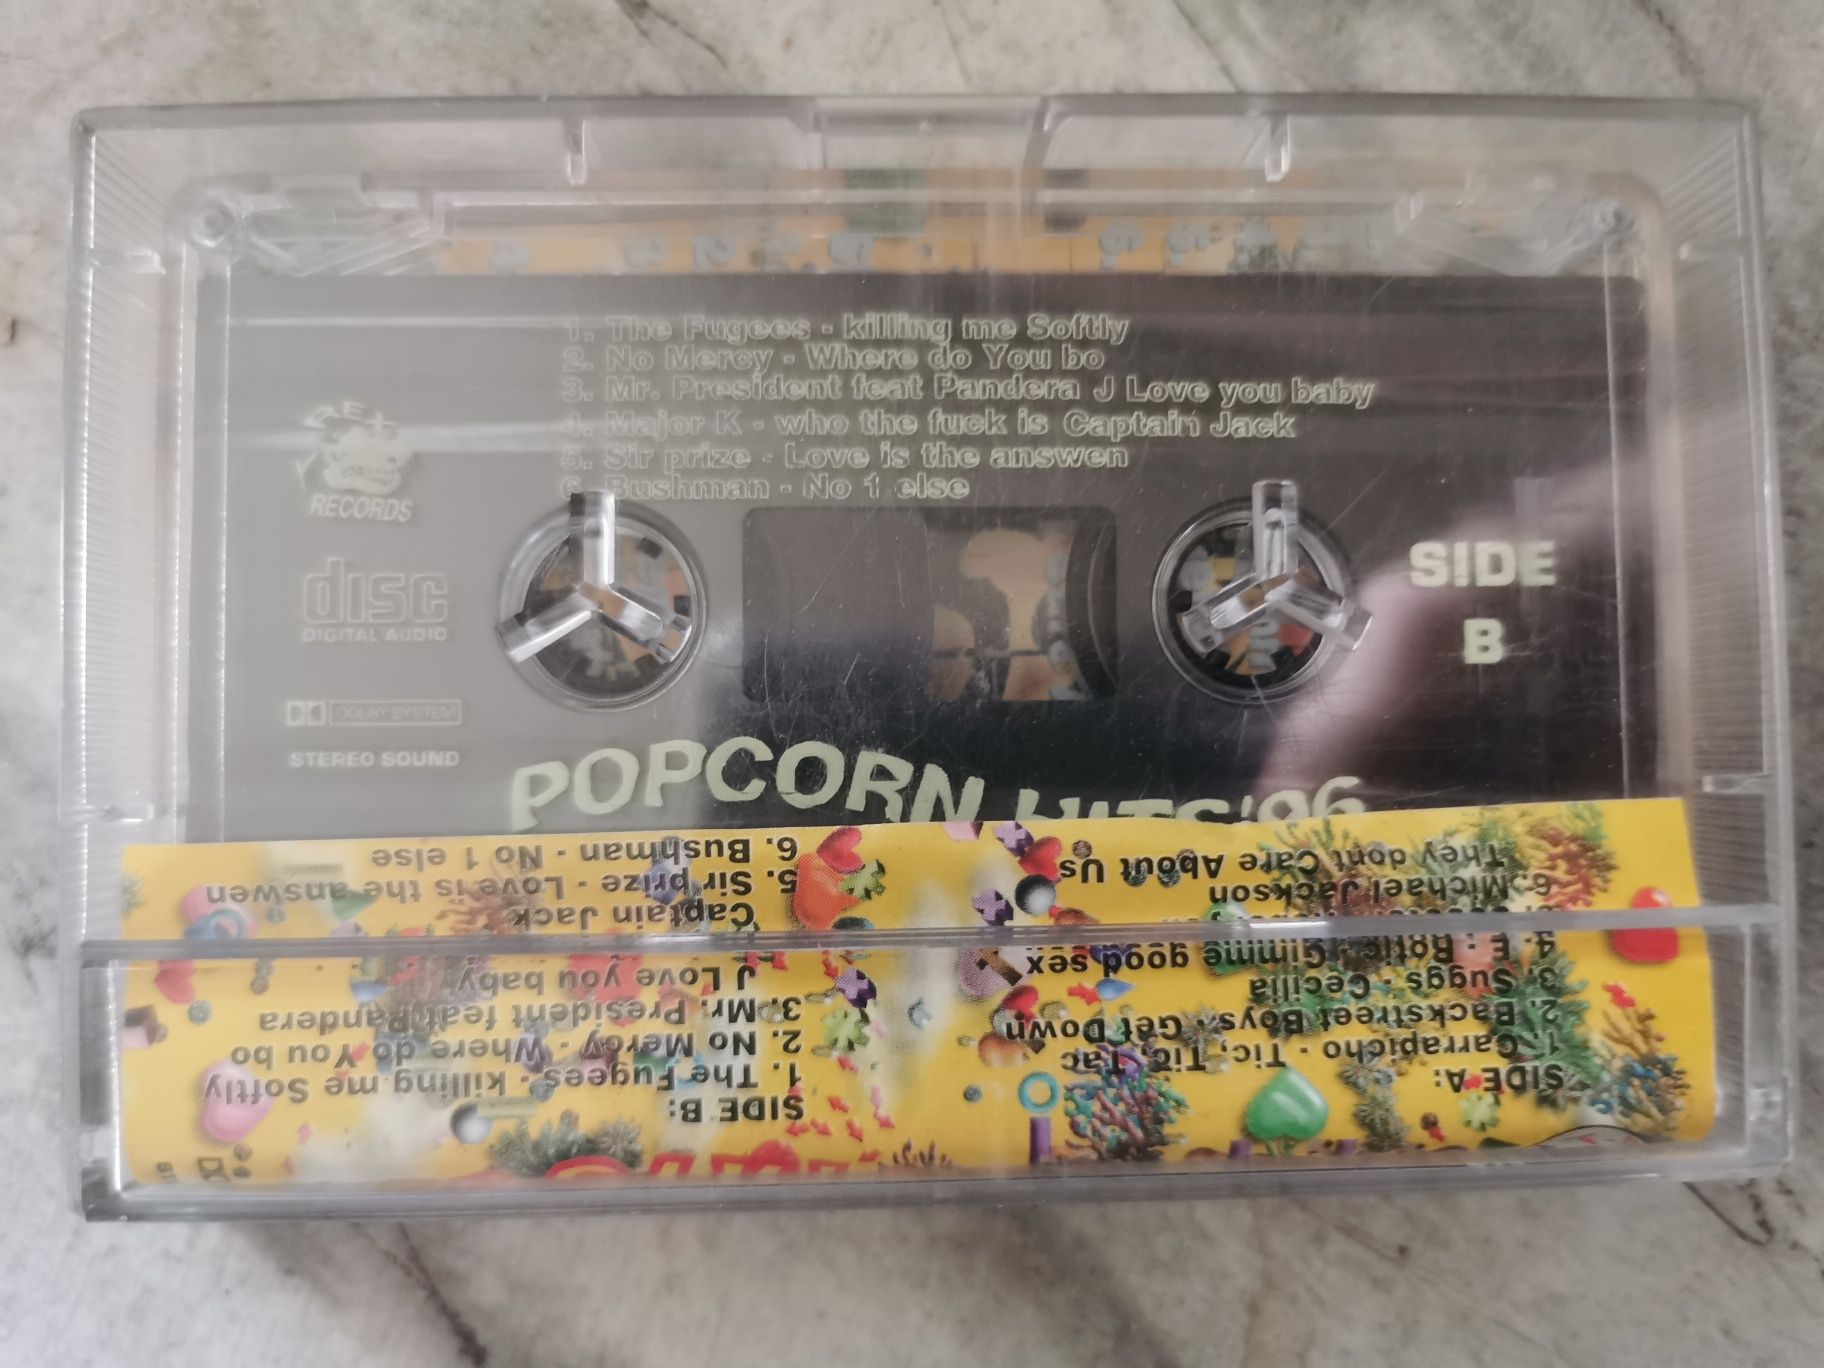 1. The Fugees - killing me Softly
2. No Mercy - Where do You bo
3. Mr. President feat Pandera J Love you baby
4. Major K - who the fuck is Captain Jack
5. Sir prize - Love is the answen
6. Bushman - No 1 else
REX
RECORDS
disc
DIGITAL AUDIO
DOLBY SYSTEM
STEREO SOUND
SIDE
B
POPCORN HITS'96
SIDE A:
1. Carrapicho - Tic, Tic, Tac
2. Backstreet Boys - Get Down
3. Suggs - Cecilia
4. E - Rotic - Gimme good sex
6. Michael Jackson
They dont Care About Us
SIDE B:
1. The Fugees - killing me Softly
2. No Mercy - Where do You bo
3. Mr. President feat Pandera
J Love you baby
Captain Jack
5. Sir prize - Love is the answen
6. Bushman - No 1 else